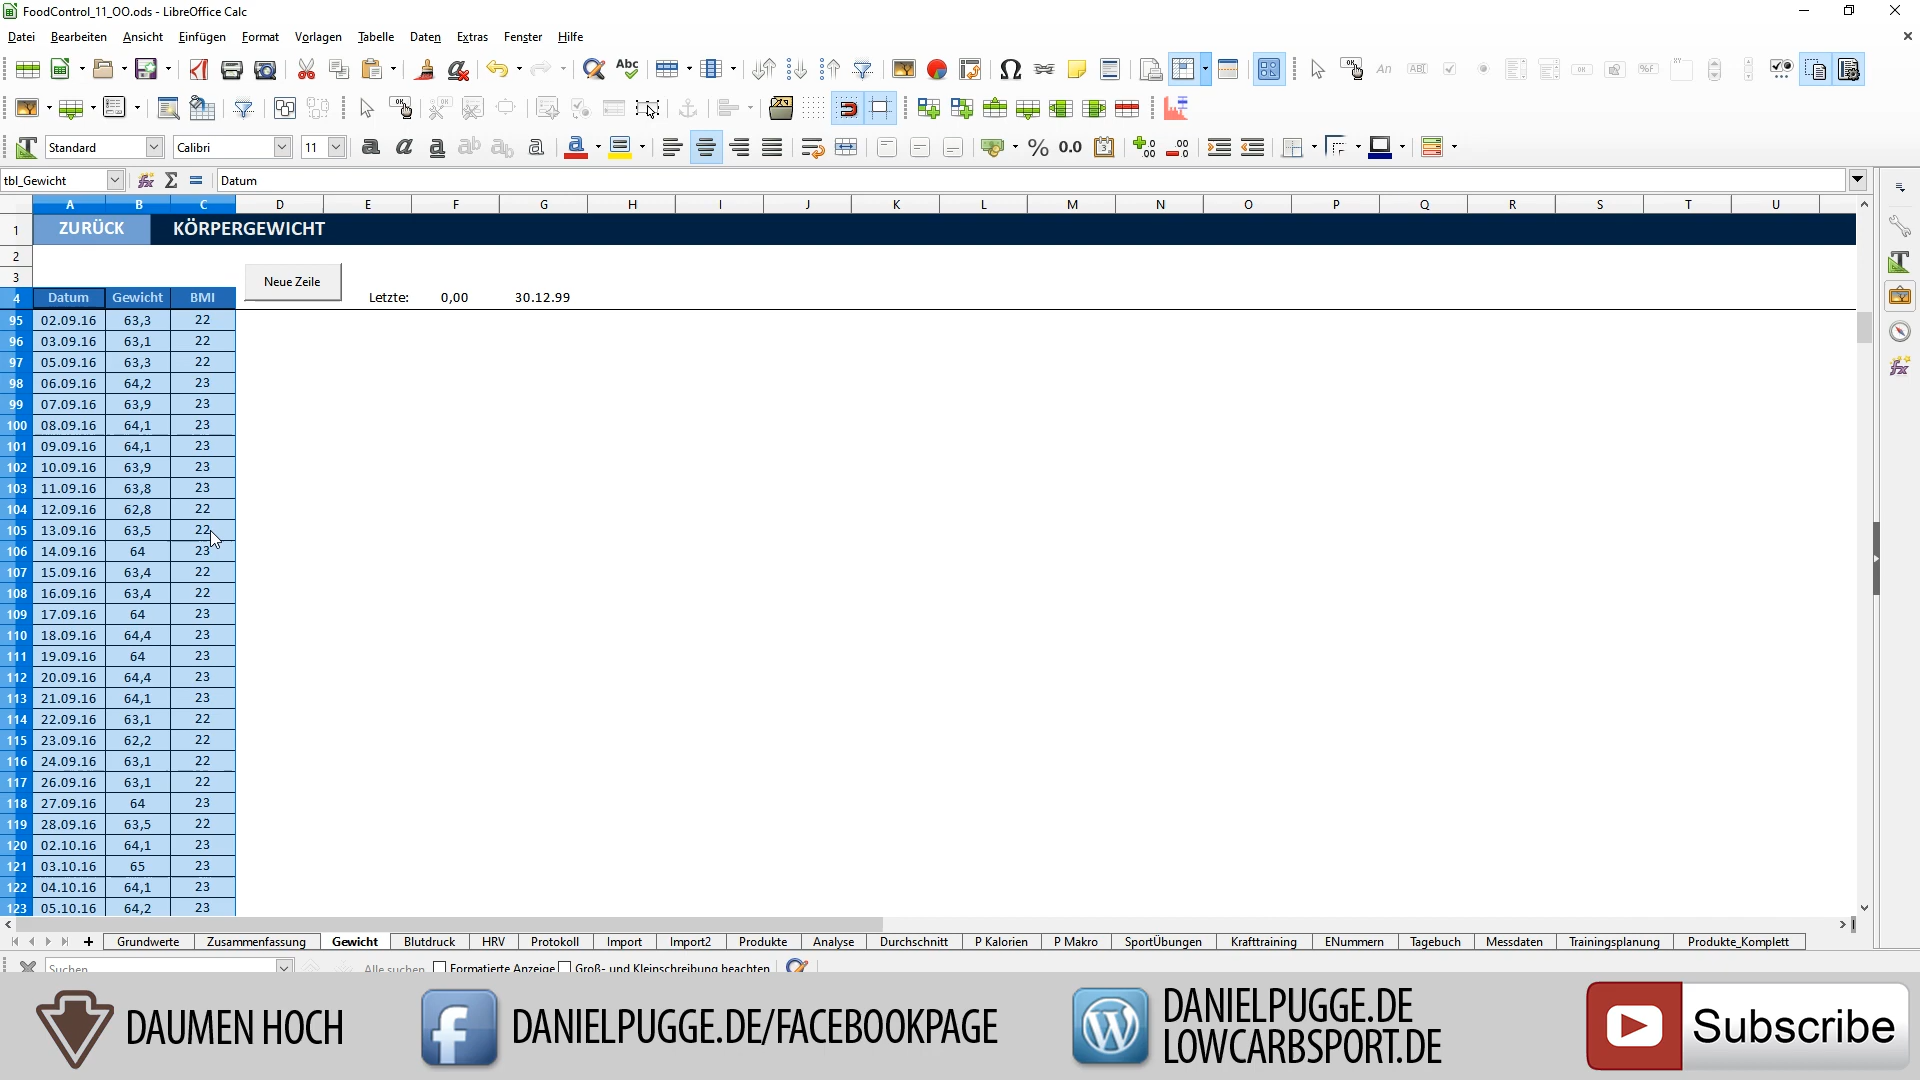 FoodControl_11_OO.ods - LibreOffice Calc
Datei Bearbeiten Ansicht Einfügen Format Vorlagen Tabelle Daten Extras Fenster Hilfe
Standard Calibri 11
tbl_Gewicht Datum
A B C D E F G H I J K L M N O P Q R S T U
1 ZURÜCK KÖRPERGEWICHT
2
3 Neue Zeile
4 Datum Gewicht BMI Letzte: 0,00 30.12.99
95 02.09.16 63,3 22
96 03.09.16 63,1 22
97 05.09.16 63,3 22
98 06.09.16 64,2 23
99 07.09.16 63,9 23
100 08.09.16 64,1 23
101 09.09.16 64,1 23
102 10.09.16 63,9 23
103 11.09.16 63,8 23
104 12.09.16 62,8 22
105 13.09.16 63,5 22
106 14.09.16 64 23
107 15.09.16 63,4 22
108 16.09.16 63,4 22
109 17.09.16 64 23
110 18.09.16 64,4 23
111 19.09.16 64 23
112 20.09.16 64,4 23
113 21.09.16 64,1 23
114 22.09.16 63,1 22
115 23.09.16 62,2 22
116 24.09.16 63,1 22
117 26.09.16 63,1 22
118 27.09.16 64 23
119 28.09.16 63,5 22
120 02.10.16 64,1 23
121 03.10.16 65 23
122 04.10.16 64,1 23
123 05.10.16 64,2 23
Grundwerte Zusammenfassung Gewicht Blutdruck HRV Protokoll Import Import2 Produkte Analyse Durchschnitt P Kalorien P Makro SportÜbungen Krafttraining ENummern Tagebuch Messdaten Trainingsplanung Produkte_Komplett
Suchen Alle suchen Formatierte Anzeige Groß- und Kleinschreibung beachten
DAUMEN HOCH DANIELPUGGE.DE/FACEBOOKPAGE DANIELPUGGE.DE Subscribe
LOWCARBSPORT.DE